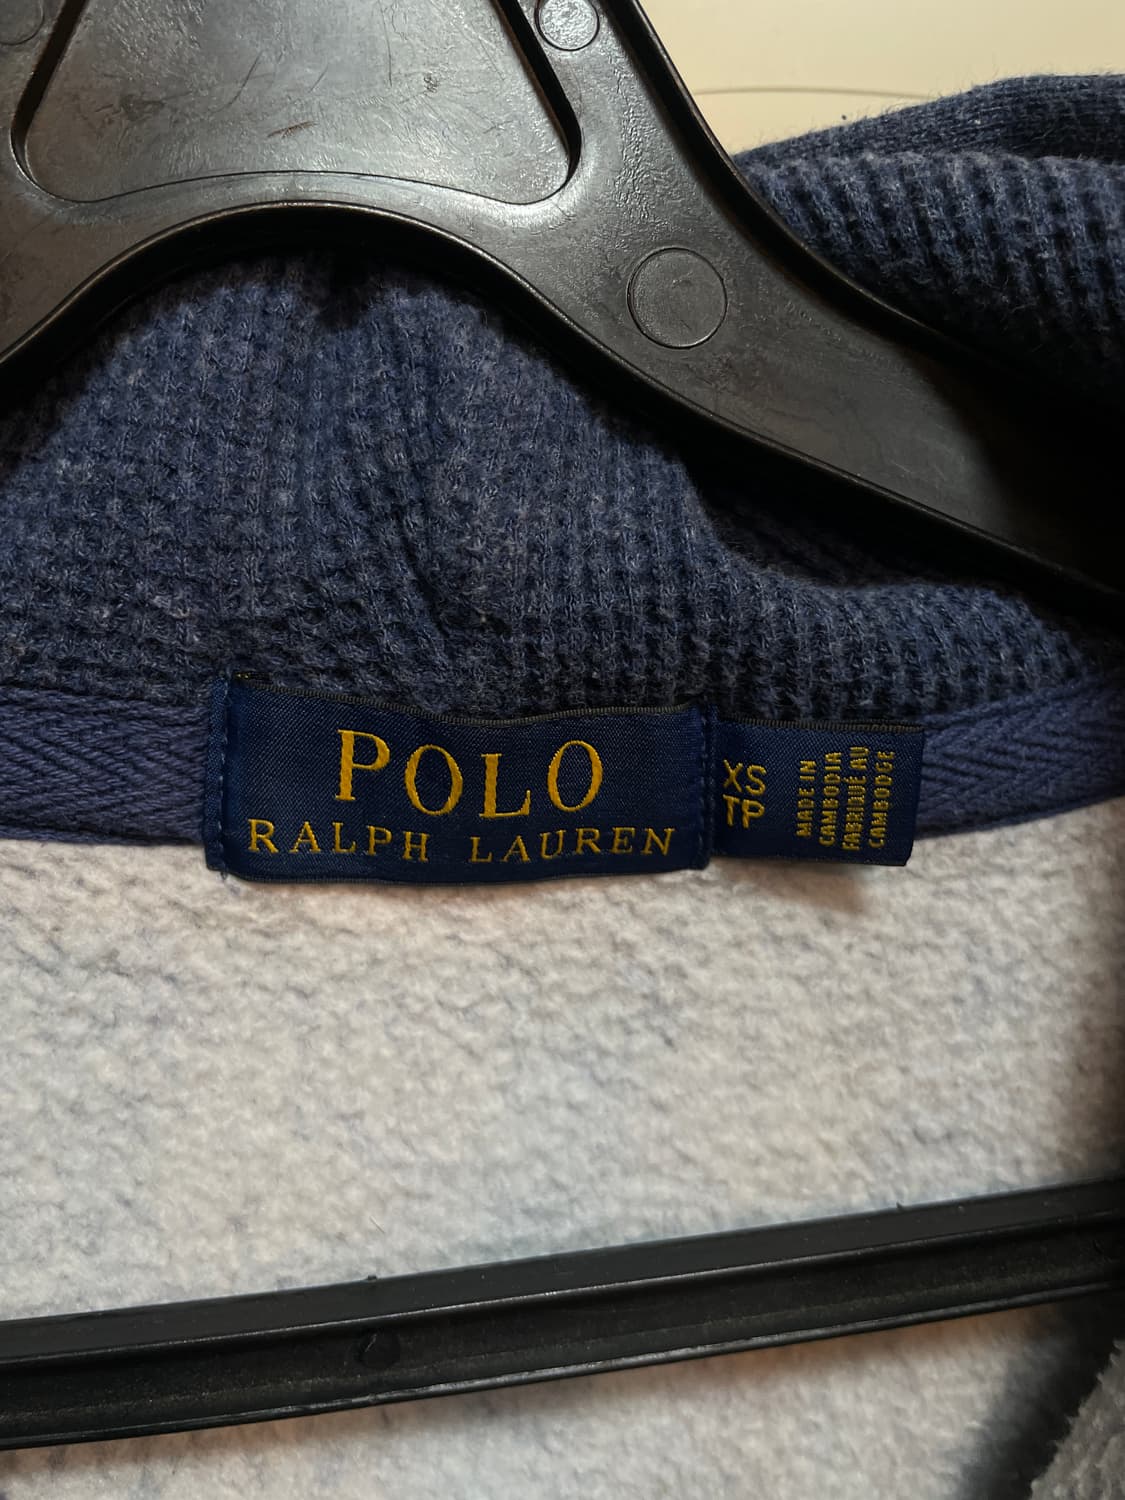 POLO
RALPH LAUREN
XS
TP
MADE IN
CAMBODIA
FABRIQUÉ AU
CAMBODGE